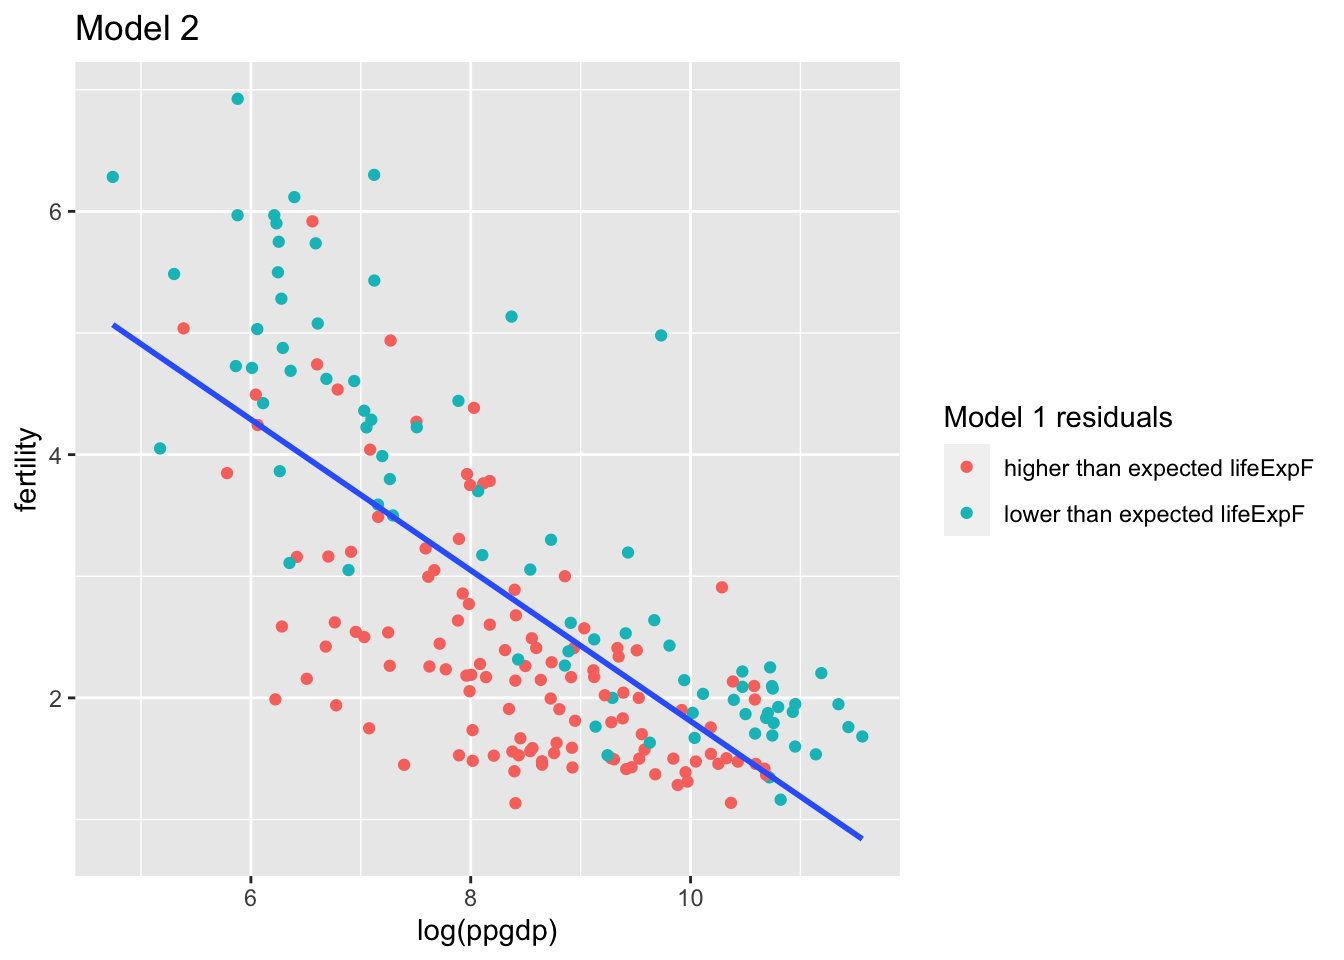 Model 2
fertility
6
4
2
6 8 10
log(ppgdp)
Model 1 residuals
higher than expected lifeExpF
lower than expected lifeExpF